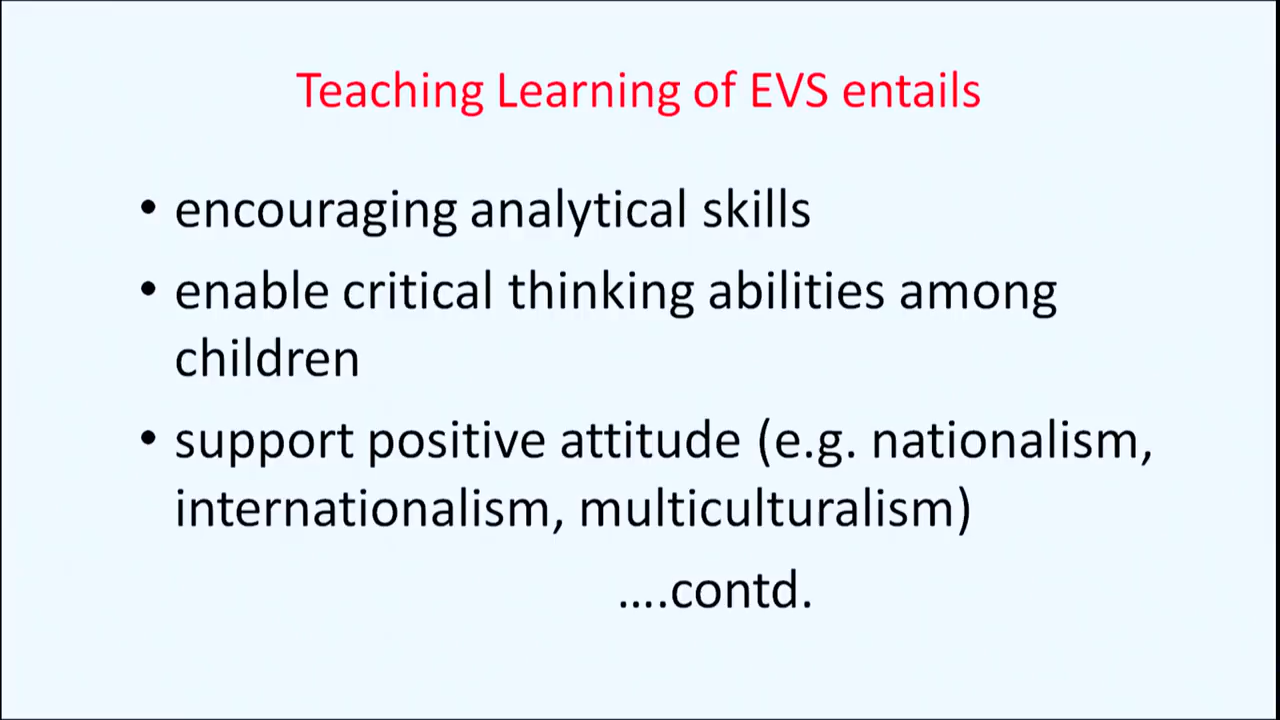 Teaching Learning of EVS entails
• encouraging analytical skills
• enable critical thinking abilities among
children
• support positive attitude (e.g. nationalism,
internationalism, multiculturalism)
....contd.